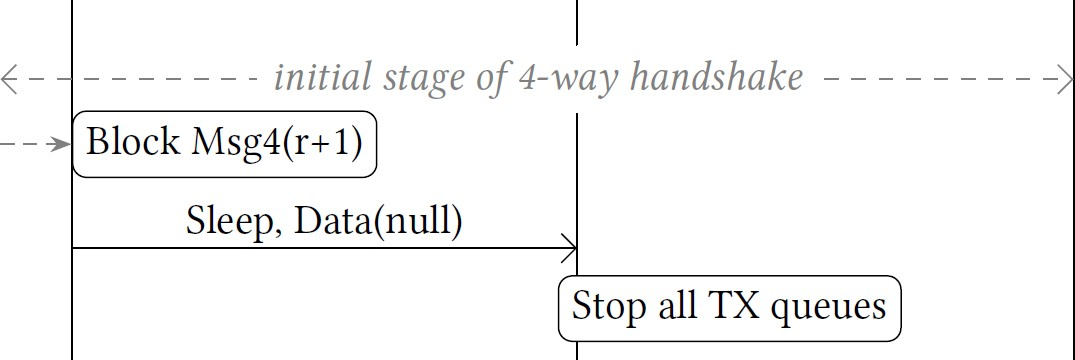 initial stage of 4-way handshake
Block Msg4(r+1)
Sleep, Data(null)
Stop all TX queues